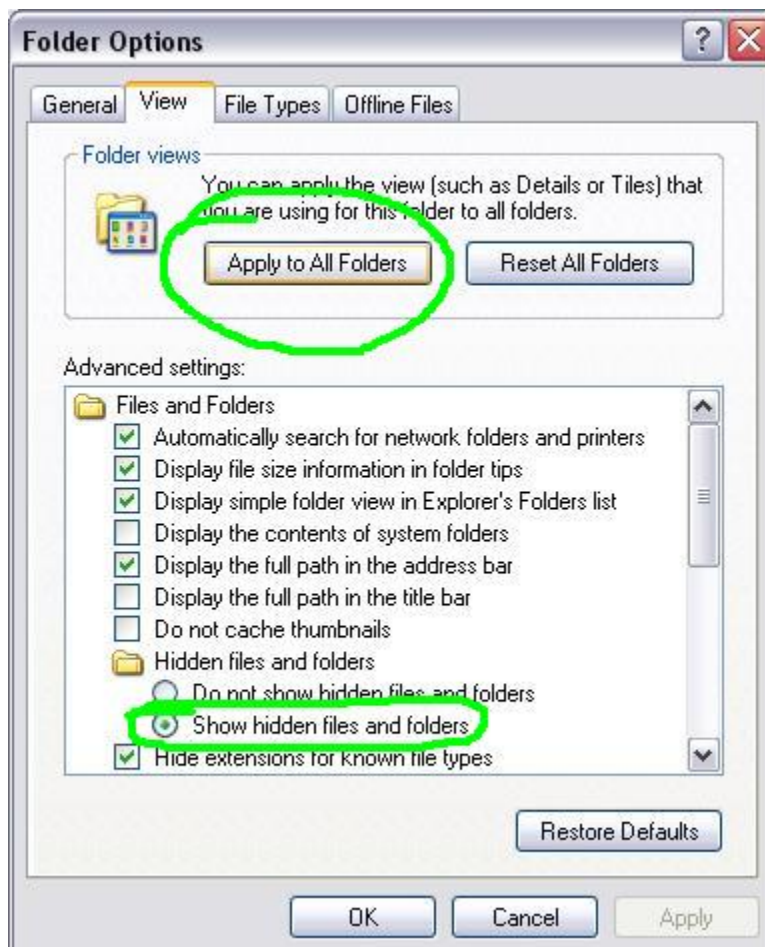 Folder Options
General View File Types Offline Files
Folder views
You can apply the view (such as Details or Tiles) that
you are using for this folder to all folders.
Apply to All Folders Reset All Folders
Advanced settings:
Files and Folders
Automatically search for network folders and printers
Display file size information in folder tips
Display simple folder view in Explorer's Folders list
Display the contents of system folders
Display the full path in the address bar
Display the full path in the title bar
Do not cache thumbnails
Hidden files and folders
Do not show hidden files and folders
Show hidden files and folders
Hide extensions for known file types
Restore Defaults
OK Cancel Apply